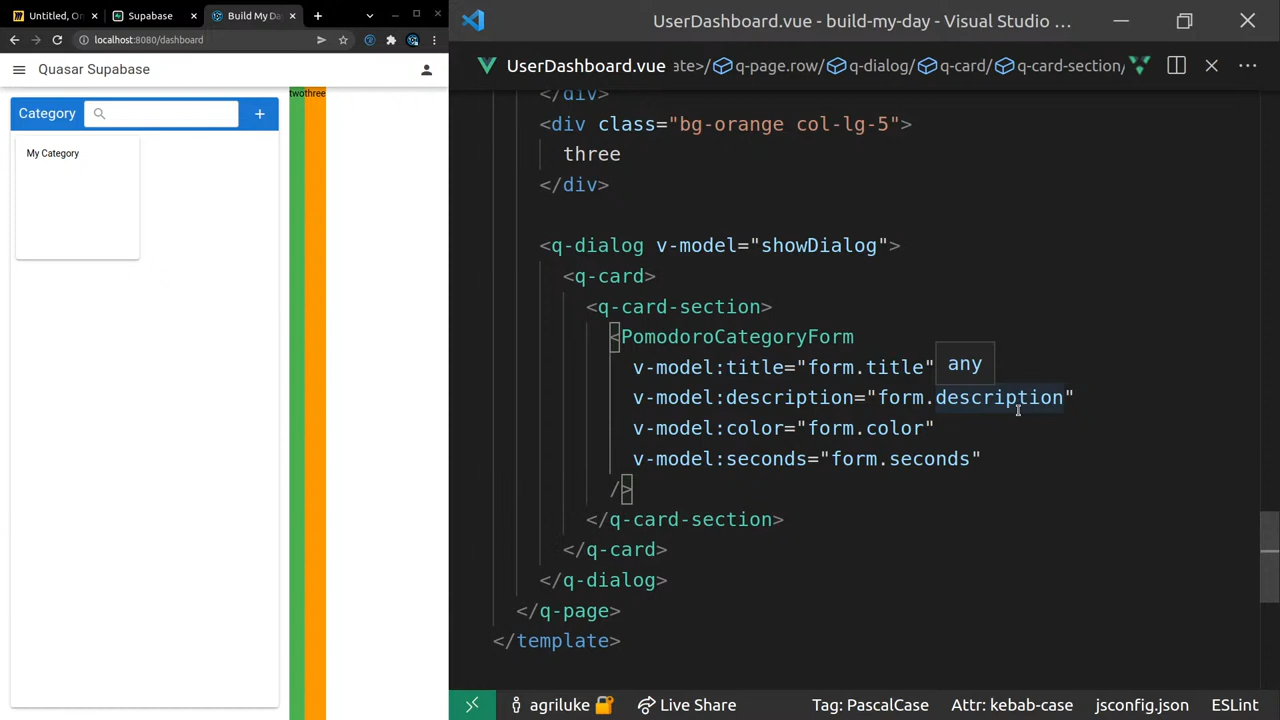 Untitled, On
Supabase
Build My Da
localhost:8080/dashboard
Quasar Supabase
Category
My Category
twothree
UserDashboard.vue - build-my-day - Visual Studio ...
UserDashboard.vue
ate>/ q-page.row/ q-dialog/ q-card/ q-card-section/
</div>
<div class="bg-orange col-lg-5">
three
</div>
<q-dialog v-model="showDialog">
<q-card>
<q-card-section>
<PomodoroCategoryForm
v-model:title="form.title"
any
v-model:description="form.description"
v-model:color="form.color"
v-model:seconds="form.seconds"
/>
</q-card-section>
</q-card>
</q-dialog>
</q-page>
</template>
agriluke
Live Share
Tag: PascalCase
Attr: kebab-case
jsconfig.json
ESLint